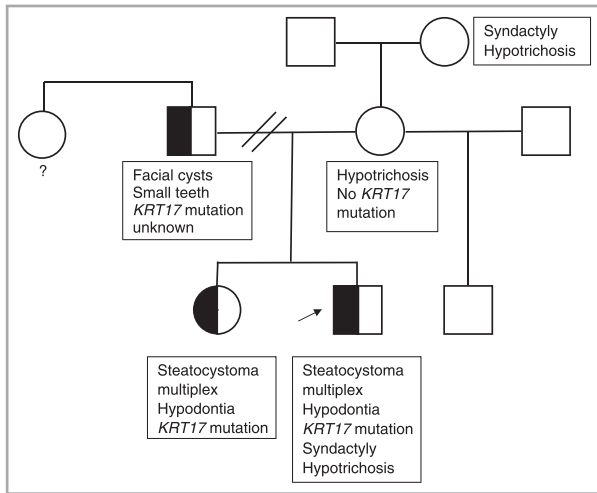 Syndactyly
Hypotrichosis
?
Facial cysts
Small teeth
KRT17 mutation
unknown
Hypotrichosis
No KRT17
mutation
Steatocystoma
multiplex
Hypodontia
KRT17 mutation
Steatocystoma
multiplex
Hypodontia
KRT17 mutation
Syndactyly
Hypotrichosis